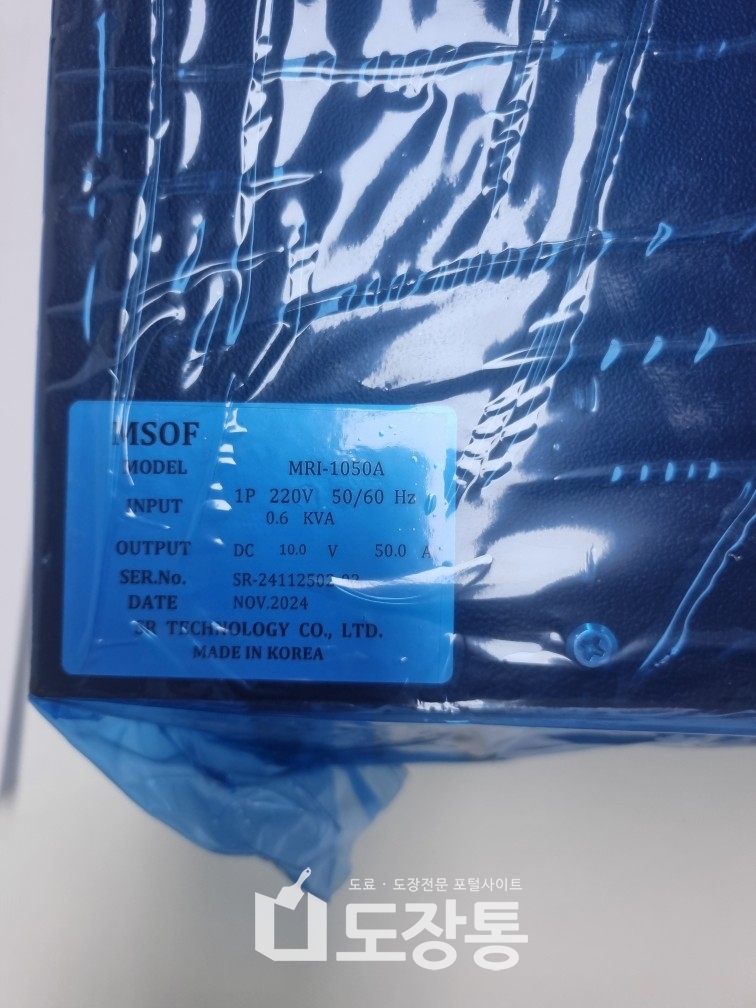 MSOF
MODEL MRI-1050A
INPUT 1P 220V 50/60 Hz
0.6 KVA
OUTPUT DC 10.0 V 50.0 A
SER.No. SR-24112502-
DATE NOV.2024
TECHNOLOGY CO., LTD.
MADE IN KOREA
도료 · 도장전문 포털사이트
도장통